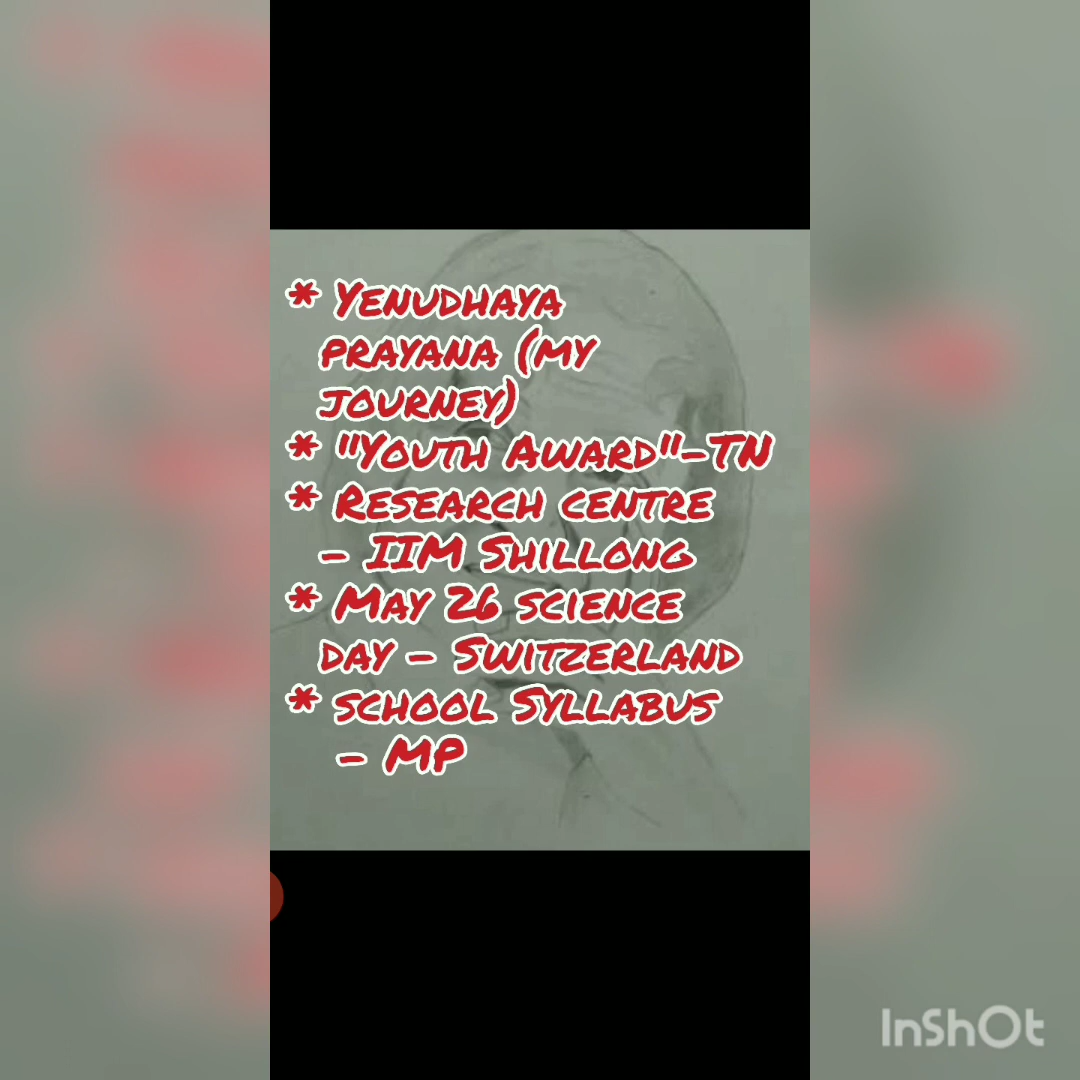 * Yenudhaya
prayana (my
journey)
* "Youth Award"-TN
* Research centre
- IIM Shillong
* May 26 science
day - Switzerland
* school Syllabus
- MP
InShOt